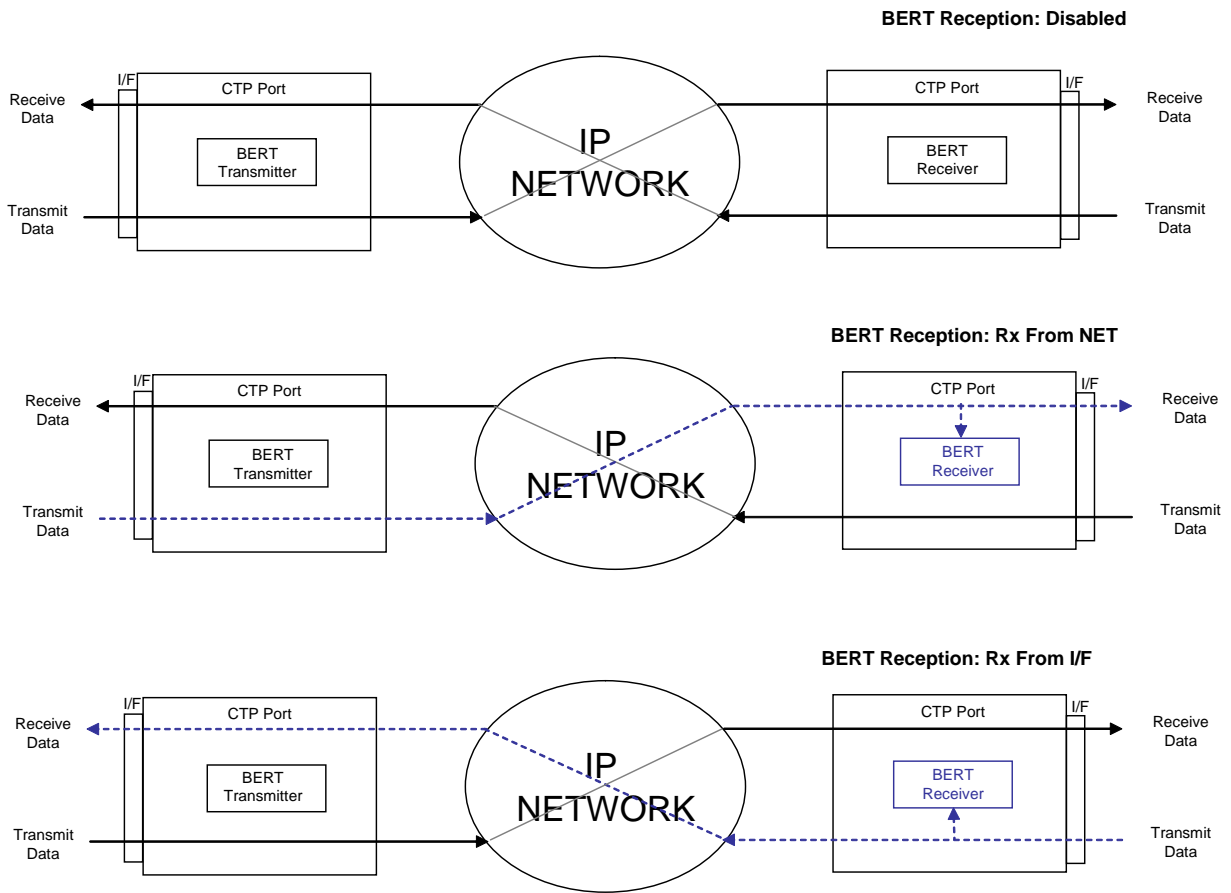 BERT Reception: Disabled
I/F
CTP Port
CTP Port
I/F
Receive
Data
IP
NETWORK
Receive
Data
BERT
Transmitter
BERT
Receiver
Transmit
Data
Transmit
Data
BERT Reception: Rx From NET
I/F
CTP Port
CTP Port
I/F
Receive
Data
IP
NETWORK
Receive
Data
BERT
Transmitter
BERT
Receiver
Transmit
Data
Transmit
Data
BERT Reception: Rx From I/F
I/F
CTP Port
CTP Port
I/F
Receive
Data
IP
NETWORK
Receive
Data
BERT
Transmitter
BERT
Receiver
Transmit
Data
Transmit
Data